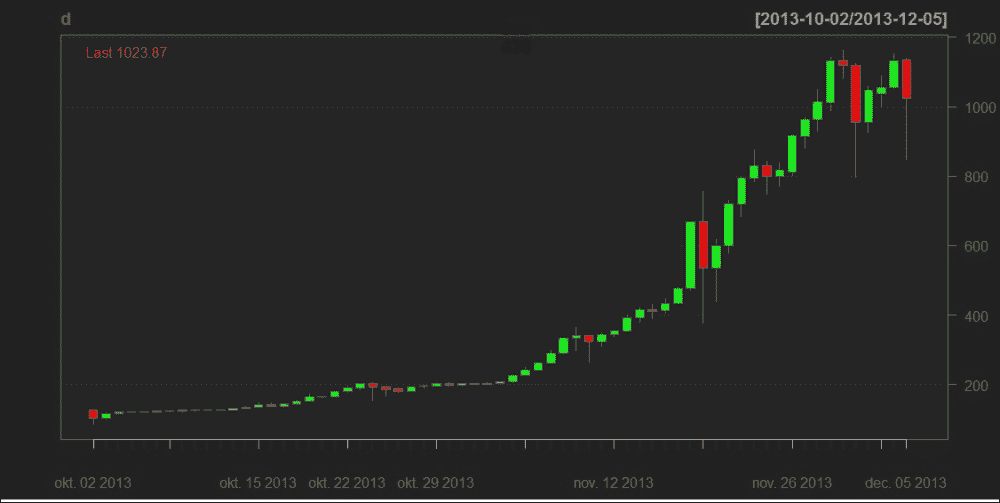 d
[2013-10-02/2013-12-05]
Last 1023.87
1200
1000
800
600
400
200
okt. 02 2013
okt. 15 2013
okt. 22 2013
okt. 29 2013
nov. 12 2013
nov. 26 2013
dec. 05 2013